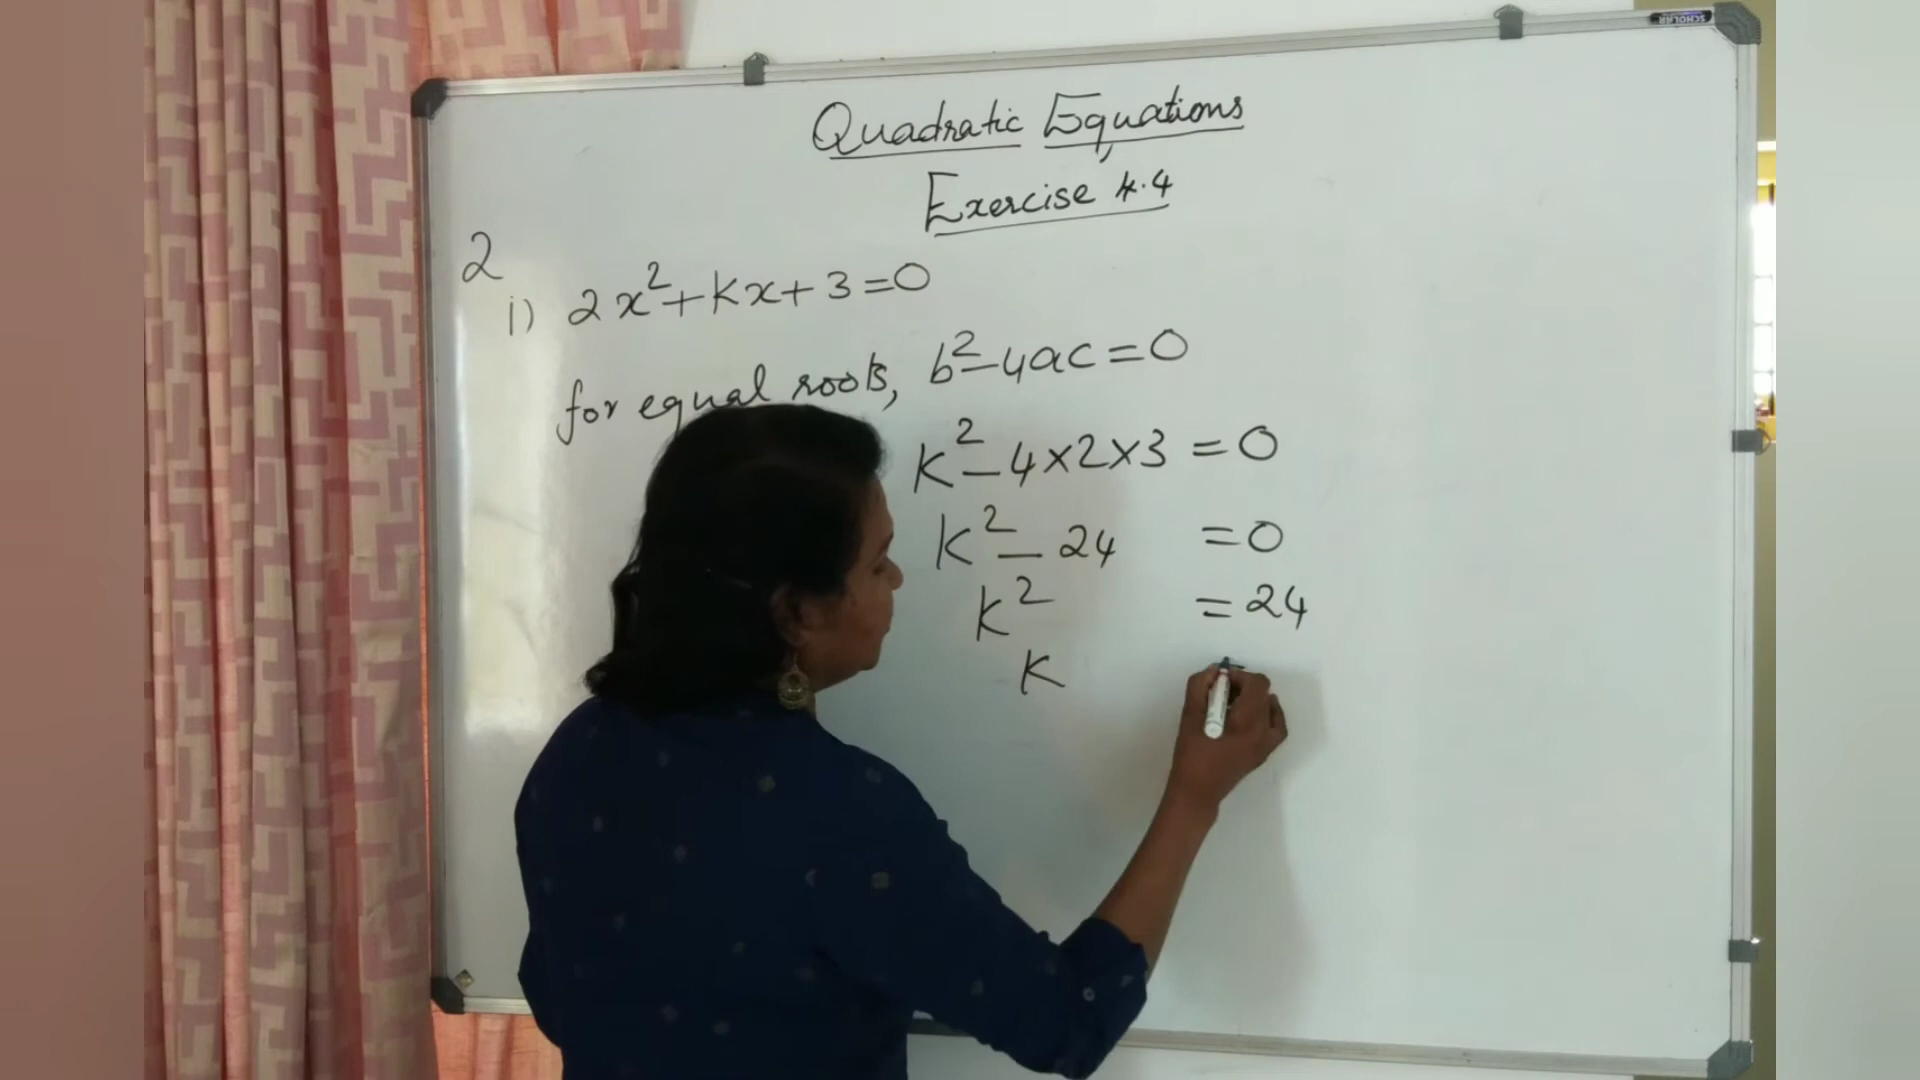 SCHOLAR
Quadratic Equations
Exercise 4.4
2
i) 2x²+kx+3=0
for equal roots, b²-4ac=0
k²-4×2×3=0
k²-24=0
k²=24
k